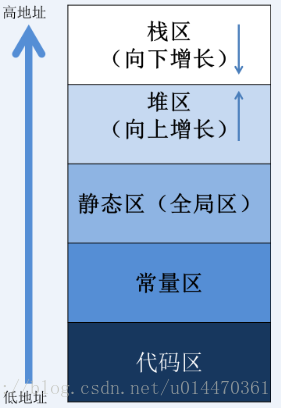 高地址
栈区
（向下增长）
堆区
（向上增长）
静态区（全局区）
常量区
代码区
://blog.csdn.net/u014470361
低地址